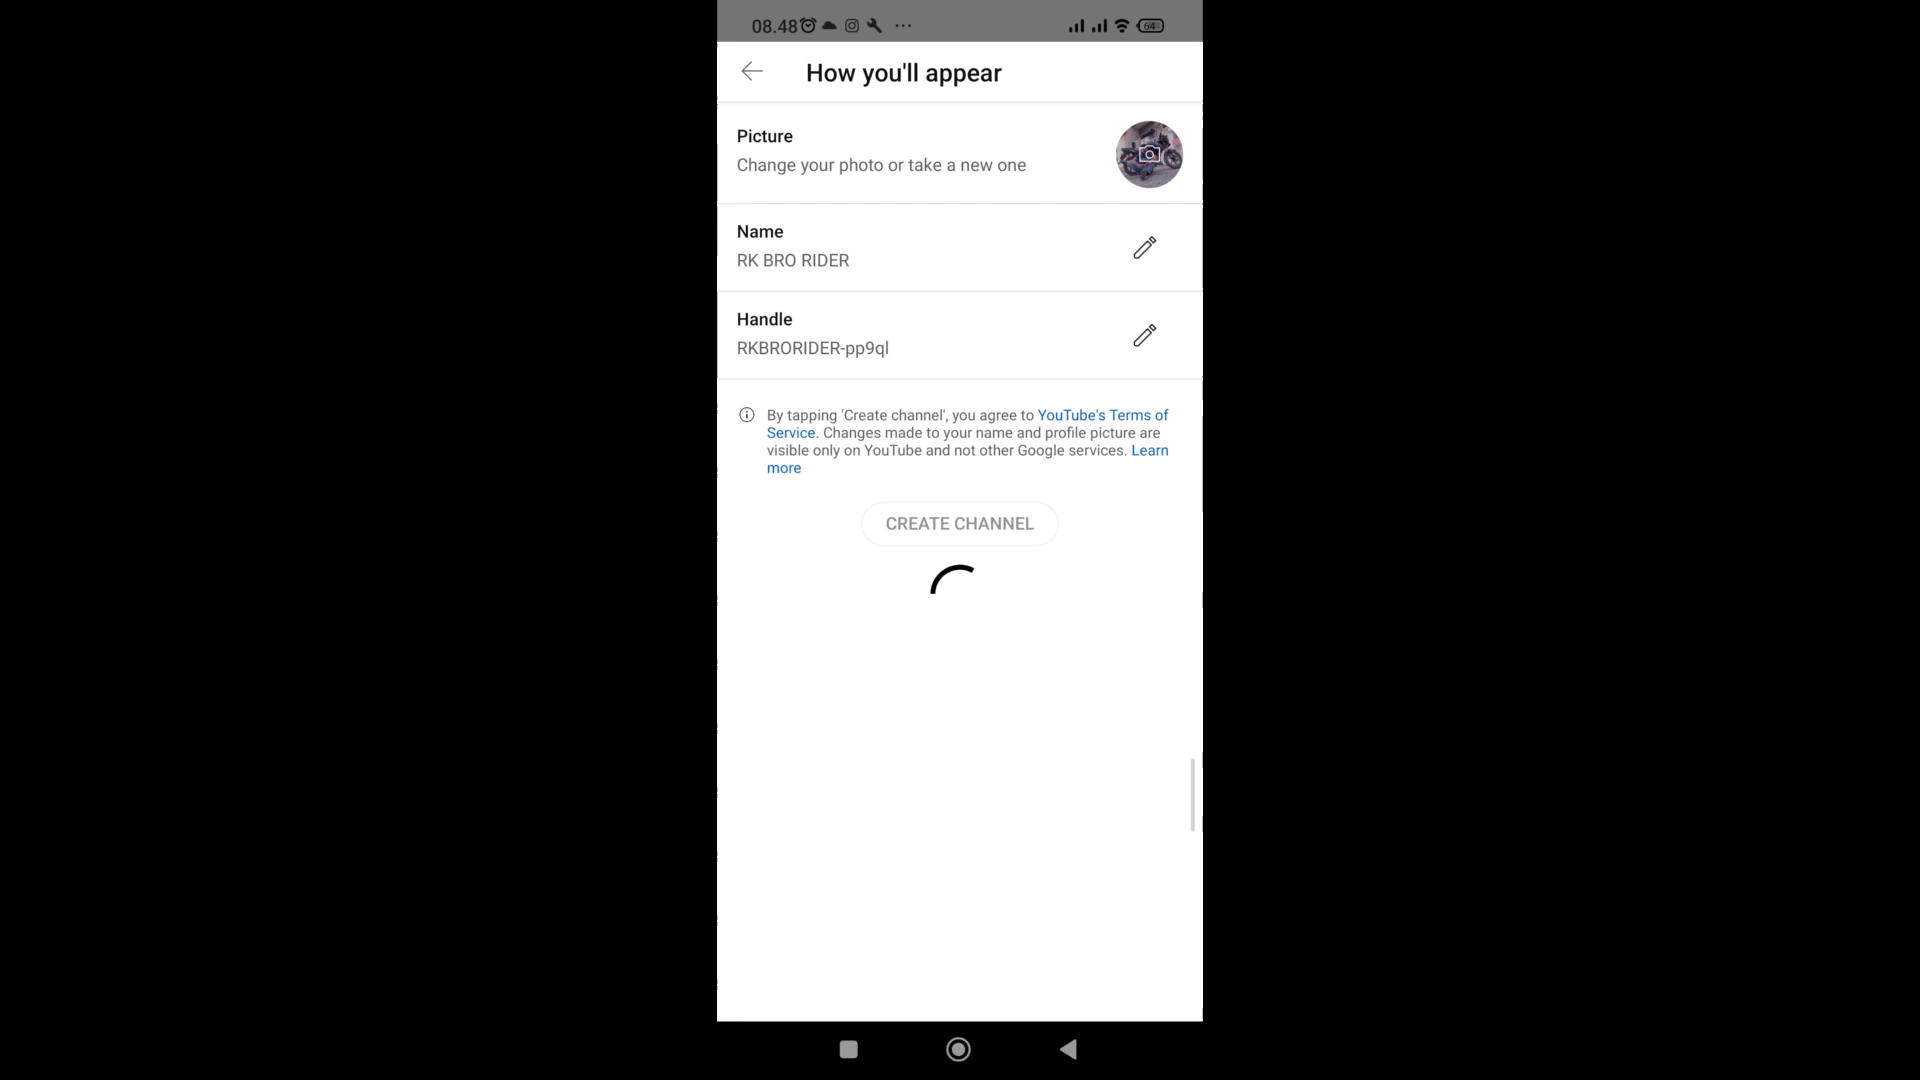 08.48
64
How you'll appear
Picture
Change your photo or take a new one
Name
RK BRO RIDER
Handle
RKBRORIDER-pp9ql
By tapping 'Create channel', you agree to YouTube's Terms of
Service. Changes made to your name and profile picture are
visible only on YouTube and not other Google services. Learn
more
CREATE CHANNEL